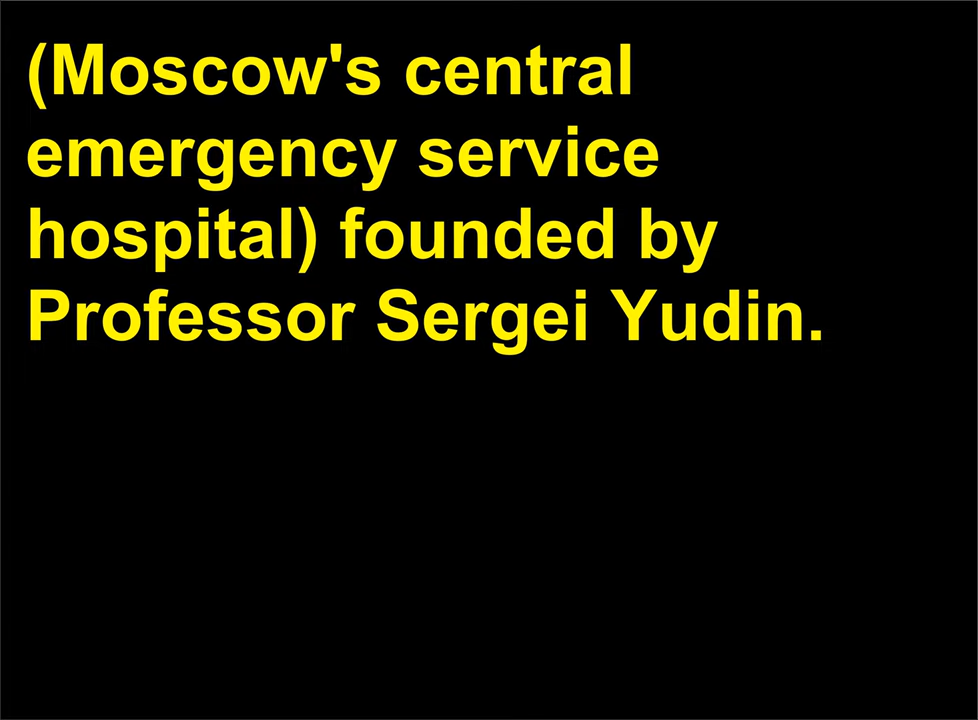 (Moscow's central
emergency service
hospital) founded by
Professor Sergei Yudin.